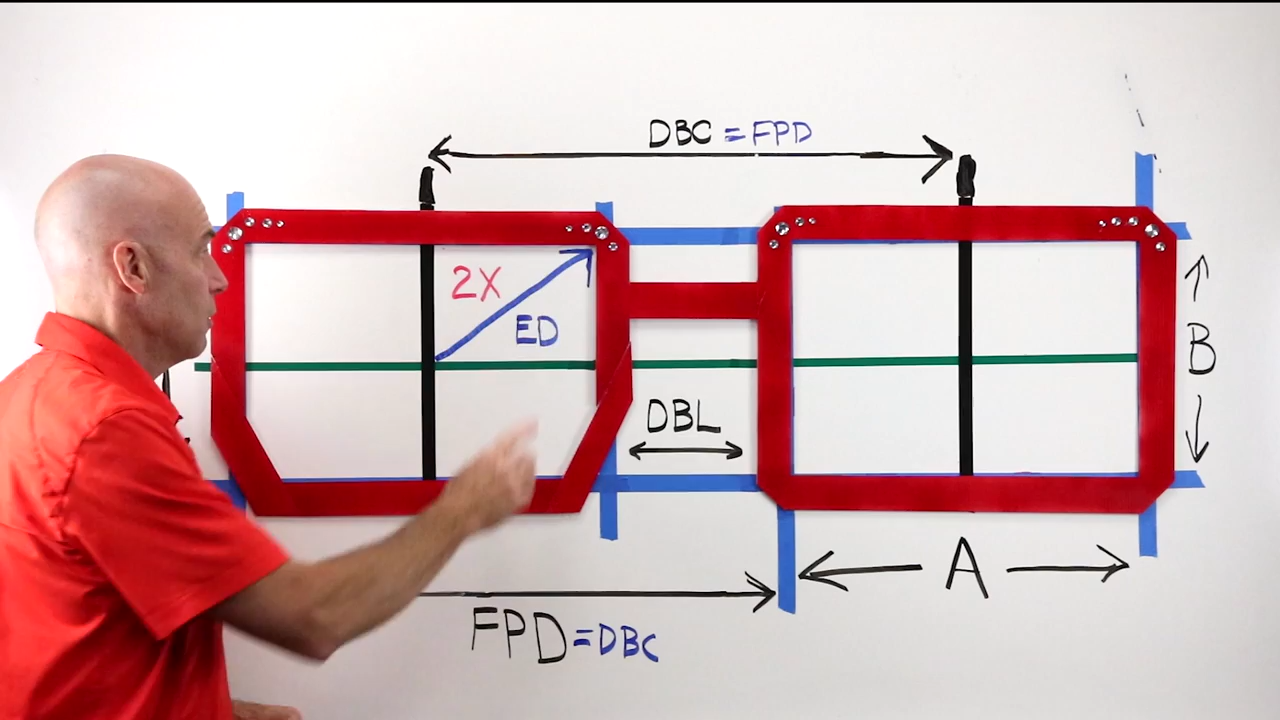 DBC = FPD
2X
ED
B
DBL
A
FPD = DBC